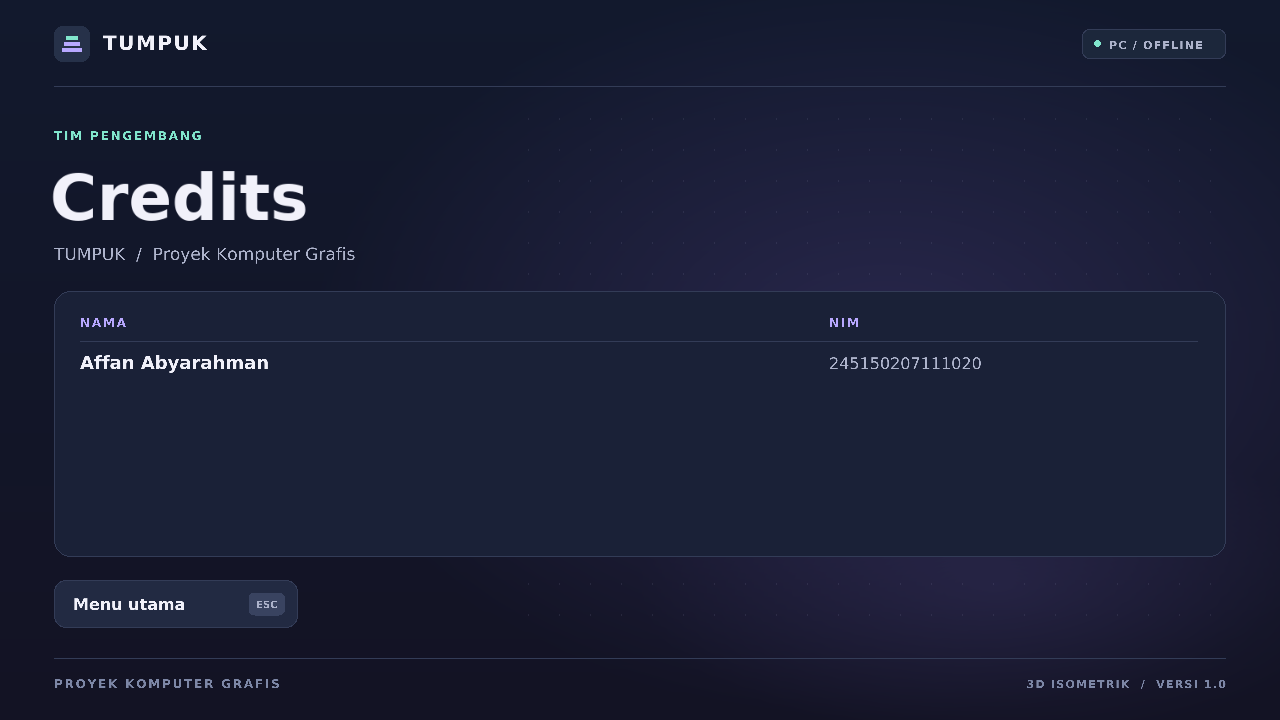 TUMPUK
PC / OFFLINE
TIM PENGEMBANG
Credits
TUMPUK / Proyek Komputer Grafis
NAMA NIM
Affan Abyarahman 245150207111020
Menu utama ESC
PROYEK KOMPUTER GRAFIS
3D ISOMETRIK / VERSI 1.0